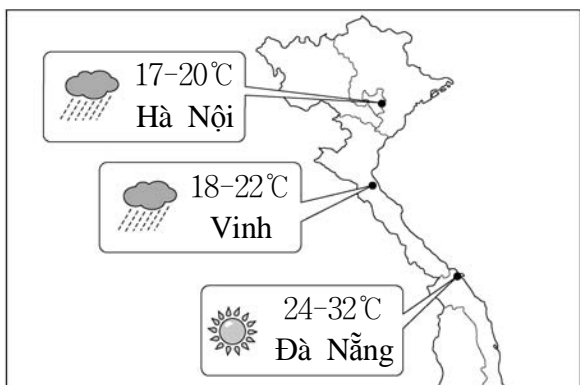 17-20℃
Hà Nội
18-22℃
Vinh
24-32℃
Đà Nẵng